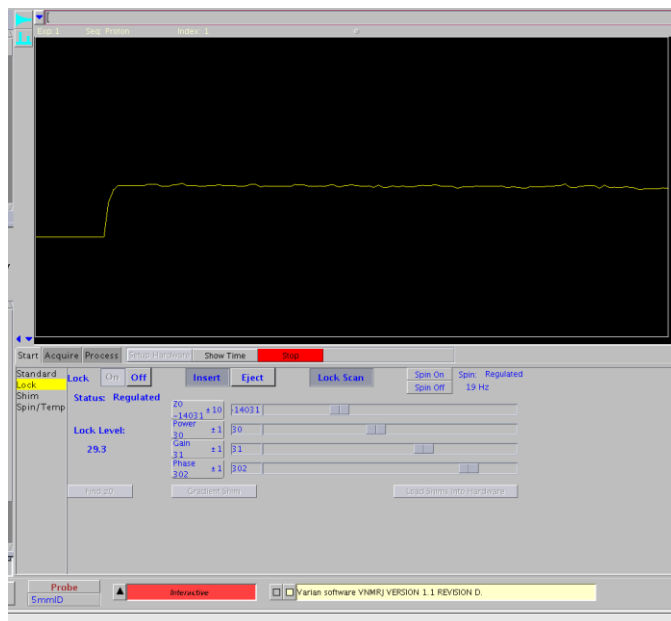 [
Exp: 1 Seq: Proton Index: 1
Start Acquire Process Setup Hardware Show Time Stop
Standard
Lock
Shim
Spin/Temp
Lock On Off Insert Eject Lock Scan Spin On Spin: Regulated
Spin Off 19 Hz
Status: Regulated
Z0
-14031 ±10 -14031
Power
30 ±1 30
Lock Level:
29.3
Gain
31 ±1 31
Phase
302 ±1 302
Find z0 Gradient Shim Load Shims Into Hardware
Probe
5mmID
Interactive
Varian software VNMRJ VERSION 1.1 REVISION D.